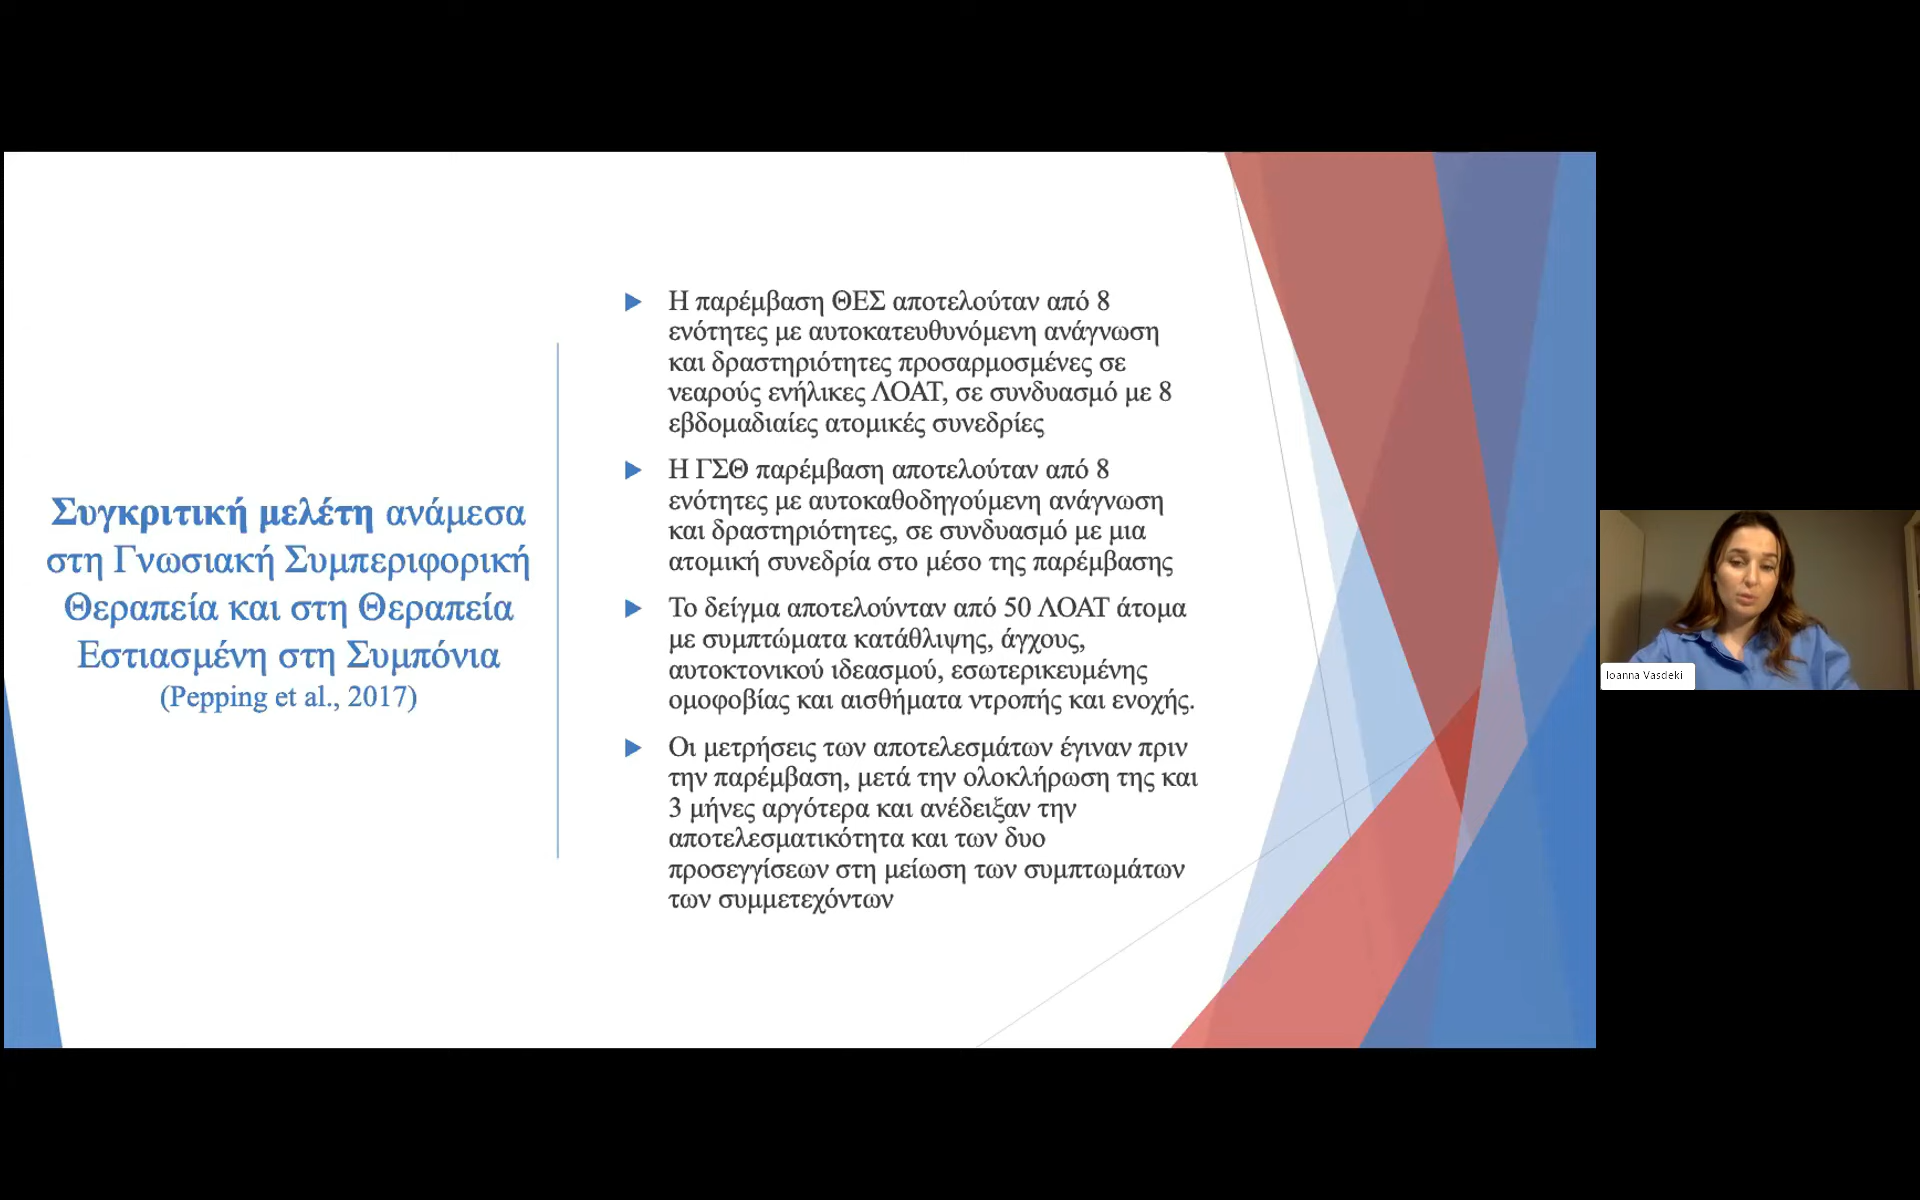 Συγκριτική μελέτη ανάμεσα
στη Γνωσιακή Συμπεριφορική
Θεραπεία και στη Θεραπεία
Εστιασμένη στη Συμπόνια
(Pepping et al., 2017)
Η παρέμβαση ΘΕΣ αποτελούταν από 8
ενότητες με αυτοκατευθυνόμενη ανάγνωση
και δραστηριότητες προσαρμοσμένες σε
νεαρούς ενήλικες ΛΟΑΤ, σε συνδυασμό με 8
εβδομαδιαίες ατομικές συνεδρίες
Η ΓΣΘ παρέμβαση αποτελούταν από 8
ενότητες με αυτοκαθοδηγούμενη ανάγνωση
και δραστηριότητες, σε συνδυασμό με μια
ατομική συνεδρία στο μέσο της παρέμβασης
Το δείγμα αποτελούνταν από 50 ΛΟΑΤ άτομα
με συμπτώματα κατάθλιψης, άγχους,
αυτοκτονικού ιδεασμού, εσωτερικευμένης
ομοφοβίας και αισθήματα ντροπής και ενοχής.
Οι μετρήσεις των αποτελεσμάτων έγιναν πριν
την παρέμβαση, μετά την ολοκλήρωση της και
3 μήνες αργότερα και ανέδειξαν την
αποτελεσματικότητα και των δυο
προσεγγίσεων στη μείωση των συμπτωμάτων
των συμμετεχόντων
Ioanna Vasdeki